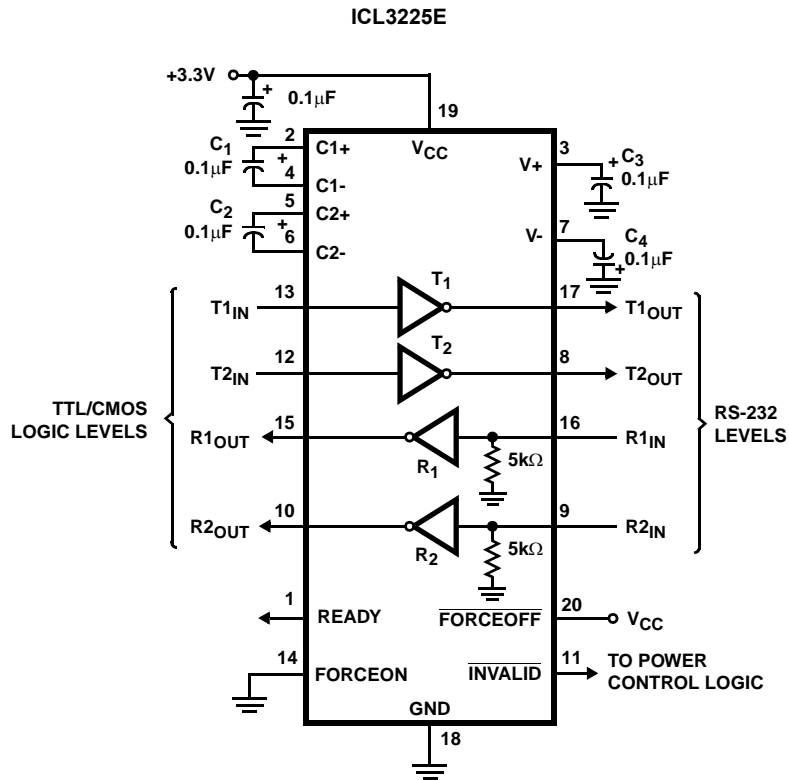 ICL3225E
+3.3V
+
0.1μF
19
VCC
C1
0.1μF
+
2
C1+
4
C1-
C2
0.1μF
+
5
C2+
6
C2-
3
V+
+
C3
0.1μF
7
V-
C4
0.1μF
+
T1IN
13
T1
17
T1OUT
T2IN
12
T2
8
T2OUT
TTL/CMOS
LOGIC LEVELS
RS-232
LEVELS
R1OUT
15
R1
5kΩ
16
R1IN
R2OUT
10
R2
5kΩ
9
R2IN
1
READY
FORCEOFF
20
VCC
14
FORCEON
INVALID
11
TO POWER
CONTROL LOGIC
GND
18